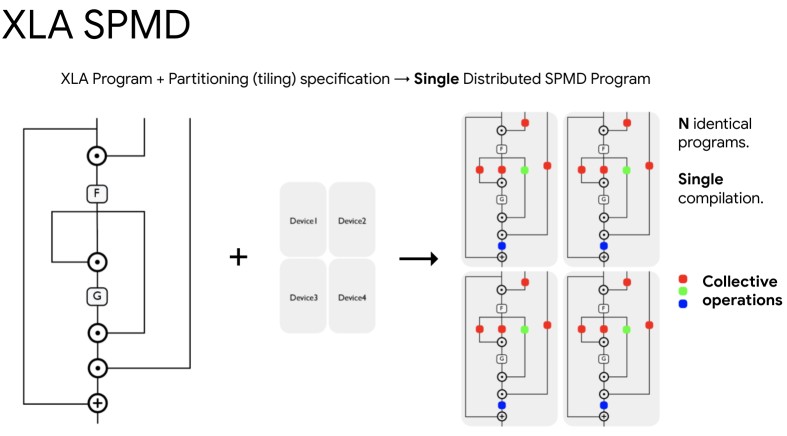 XLA SPMD
XLA Program + Partitioning (tiling) specification → Single Distributed SPMD Program
F
G
+
Device1 Device2
Device3 Device4
F
G
F
G
F
G
F
G
N identical
programs.
Single
compilation.
Collective
operations